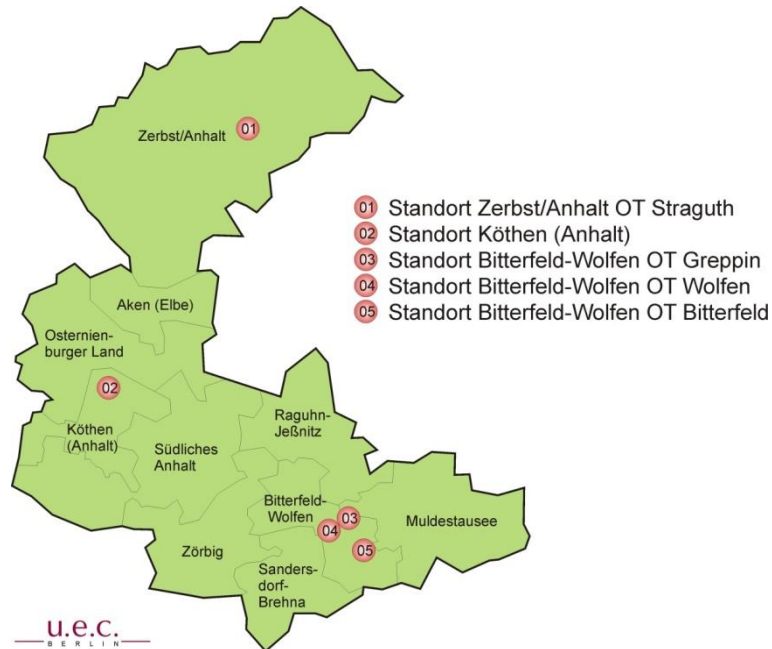 Zerbst/Anhalt
01
01 Standort Zerbst/Anhalt OT Straguth
02 Standort Köthen (Anhalt)
03 Standort Bitterfeld-Wolfen OT Greppin
04 Standort Bitterfeld-Wolfen OT Wolfen
05 Standort Bitterfeld-Wolfen OT Bitterfeld
Aken (Elbe)
Osternien-
burger Land
02
Köthen
(Anhalt)
Südliches
Anhalt
Raguhn-
Jeßnitz
Bitterfeld-
Wolfen
03
04
05
Muldestausee
Zörbig
Sanders-
dorf-
Brehna
u.e.c.
BERLIN